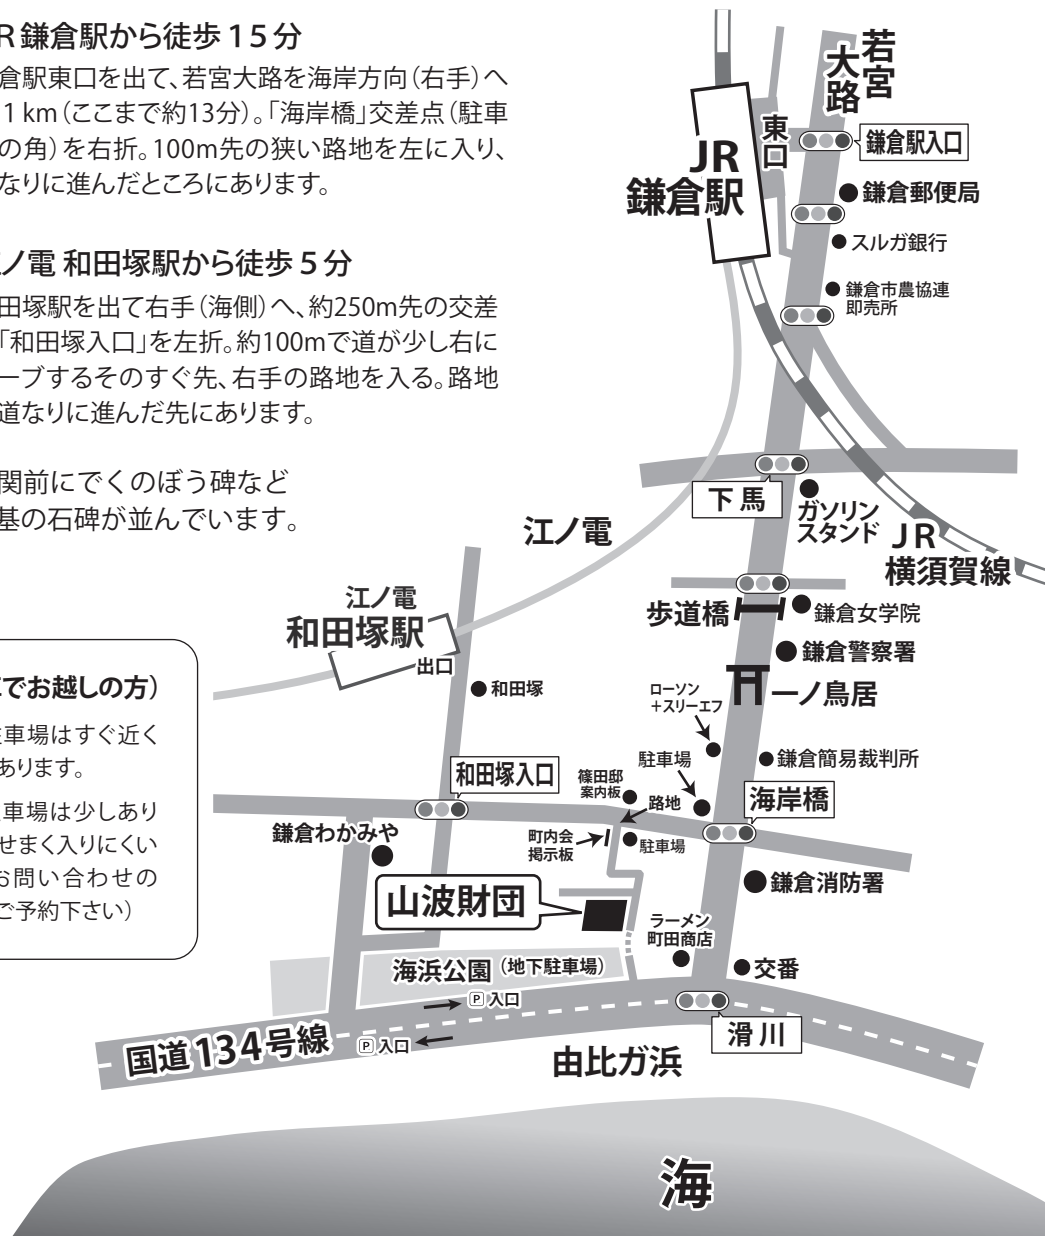 R 鎌倉駅から徒歩 15 分
倉駅東口を出て、若宮大路を海岸方向（右手）へ
1 km（ここまで約13分）。「海岸橋」交差点（駐車
の角）を右折。100m先の狭い路地を左に入り、
なりに進んだところにあります。
ノ電 和田塚駅から徒歩 5 分
田塚駅を出て右手（海側）へ、約250m先の交差
「和田塚入口」を左折。約100mで道が少し右に
ーブするそのすぐ先、右手の路地を入る。路地
道なりに進んだ先にあります。
関前にでくのぼう碑など
基の石碑が並んでいます。
でお越しの方）
車場はすぐ近く
あります。
車場は少しあり
せまく入りにくい
お問い合わせの
ご予約下さい）
若宮
大路
東口
JR
鎌倉駅
鎌倉駅入口
鎌倉郵便局
スルガ銀行
鎌倉市農協連
即売所
下馬
ガソリン
スタンド
JR
横須賀線
江ノ電
歩道橋
鎌倉女学院
鎌倉警察署
一ノ鳥居
江ノ電
和田塚駅
出口
和田塚
ローソン
＋スリーエフ
駐車場
鎌倉簡易裁判所
和田塚入口
篠田邸
案内板
路地
海岸橋
鎌倉わかみや
町内会
掲示板
駐車場
鎌倉消防署
山波財団
ラーメン
町田商店
交番
海浜公園（地下駐車場）
P 入口
滑川
国道134号線
P 入口
由比ガ浜
海